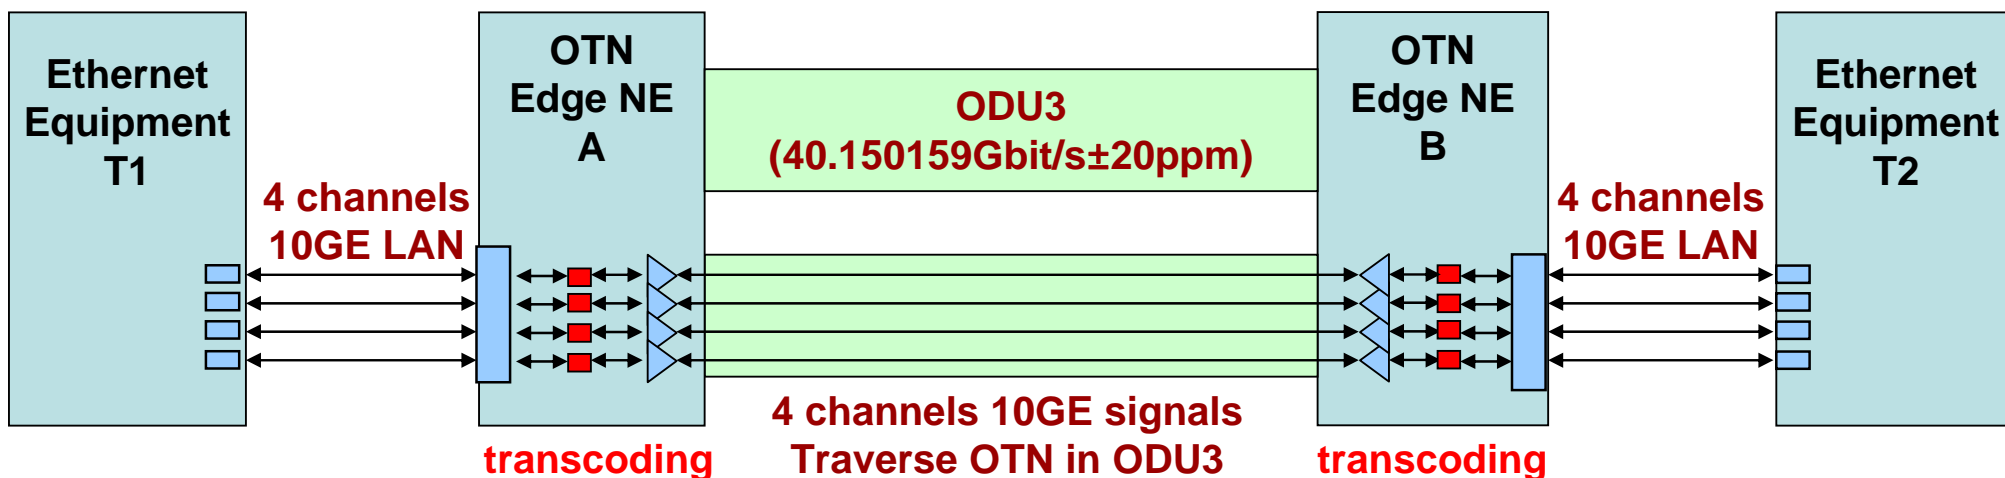 Ethernet
Equipment
T1
4 channels
10GE LAN
OTN
Edge NE
A
transcoding
ODU3
(40.150159Gbit/s±20ppm)
4 channels 10GE signals
Traverse OTN in ODU3
OTN
Edge NE
B
transcoding
4 channels
10GE LAN
Ethernet
Equipment
T2